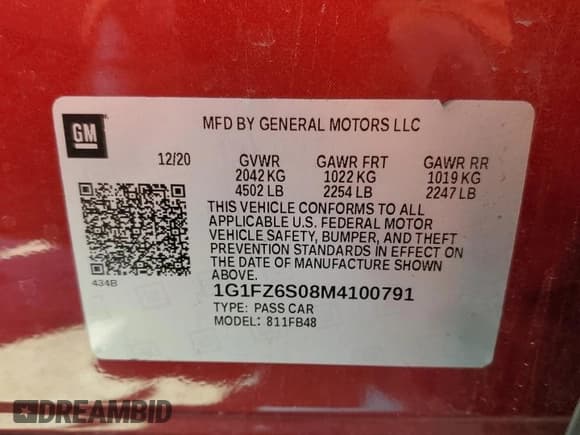 GM
MFD BY GENERAL MOTORS LLC
12/20 GVWR GAWR FRT GAWR RR
2042 KG 1022 KG 1019 KG
4502 LB 2254 LB 2247 LB
THIS VEHICLE CONFORMS TO ALL
APPLICABLE U.S. FEDERAL MOTOR
VEHICLE SAFETY, BUMPER, AND THEFT
PREVENTION STANDARDS IN EFFECT ON
THE DATE OF MANUFACTURE SHOWN
ABOVE.
434B
1G1FZ6S08M4100791
TYPE: PASS CAR
MODEL: 811FB48
DREAMBID